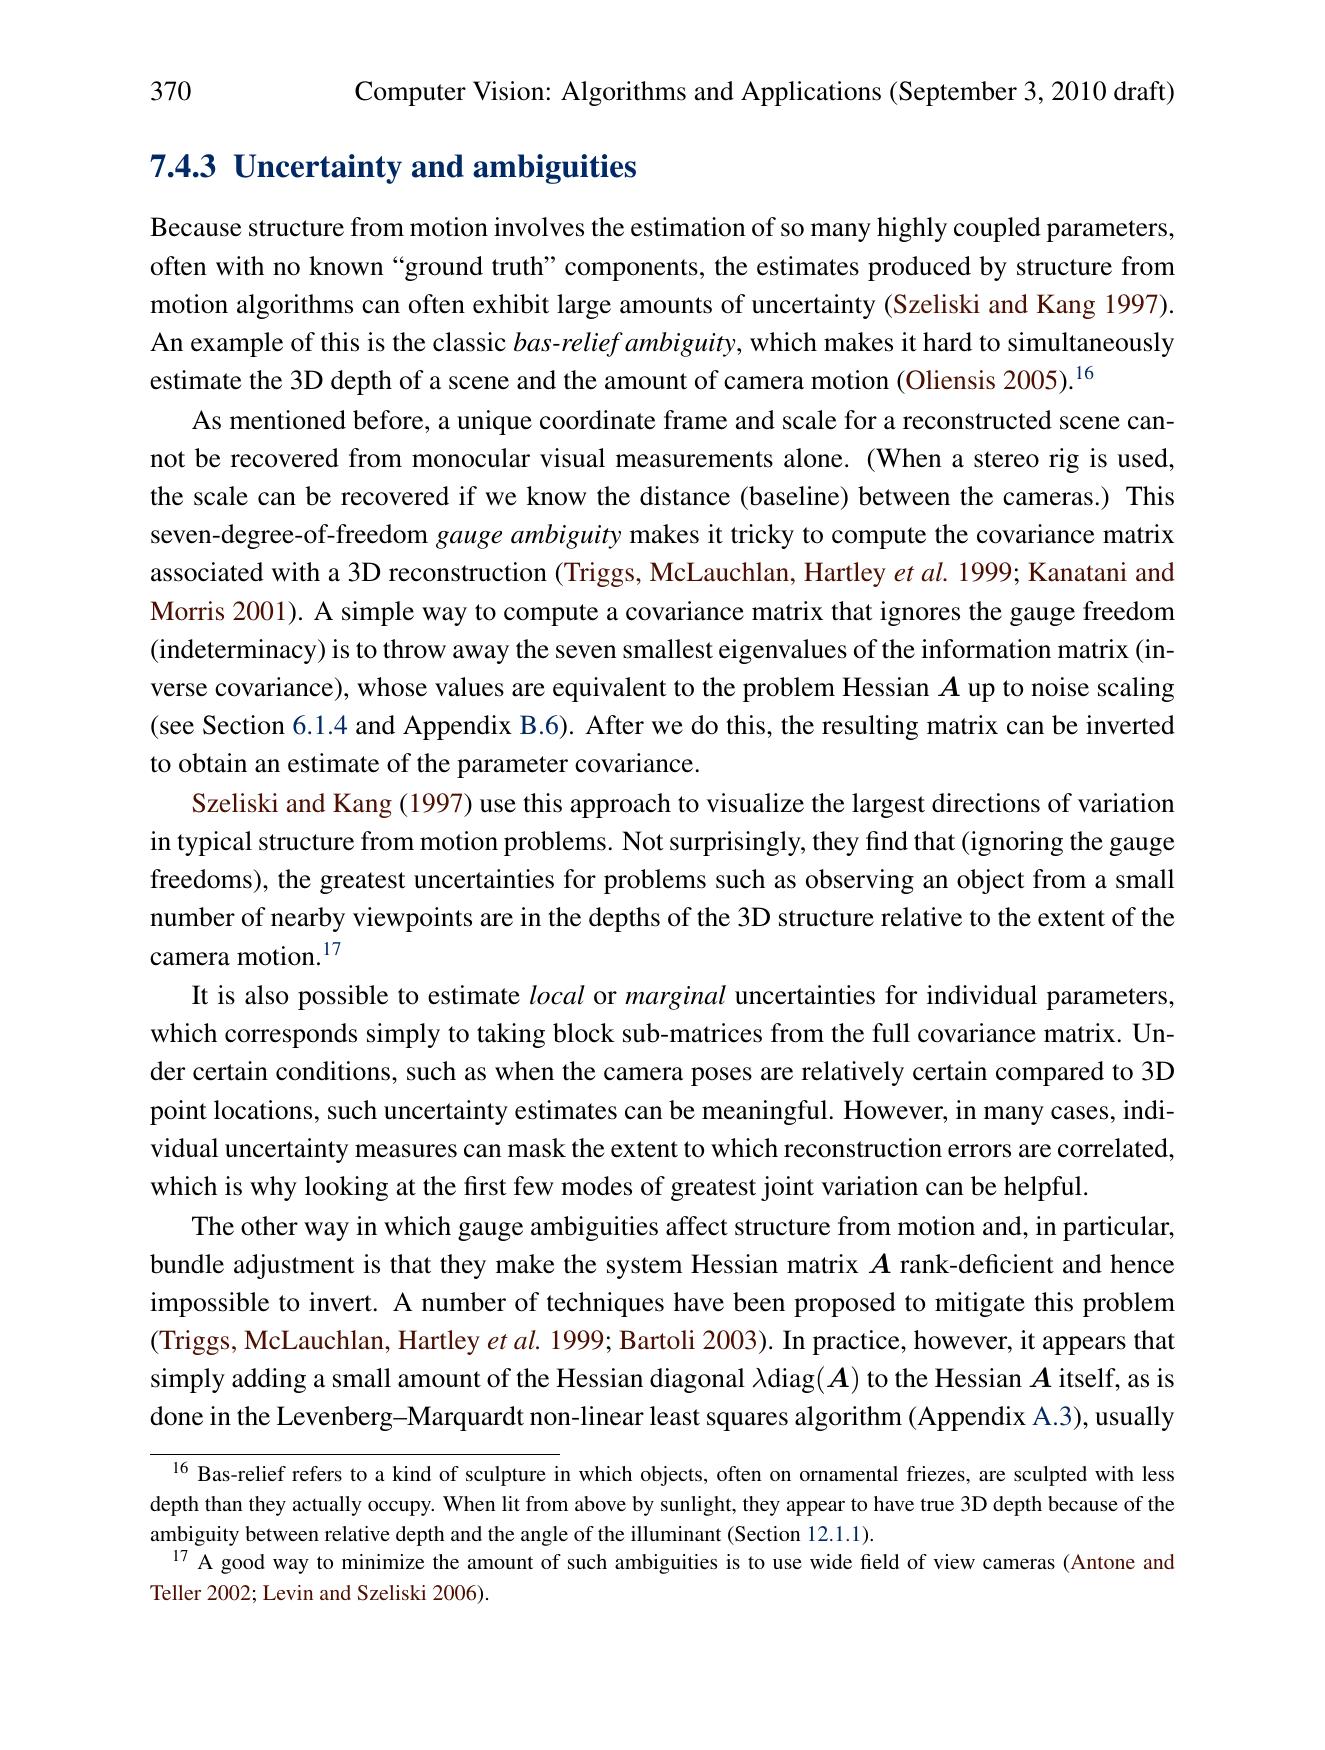 370 Computer Vision: Algorithms and Applications (September 3, 2010 draft)
7.4.3 Uncertainty and ambiguities
Because structure from motion involves the estimation of so many highly coupled parameters,
often with no known “ground truth” components, the estimates produced by structure from
motion algorithms can often exhibit large amounts of uncertainty (Szeliski and Kang 1997).
An example of this is the classic bas-relief ambiguity, which makes it hard to simultaneously
estimate the 3D depth of a scene and the amount of camera motion (Oliensis 2005).16
As mentioned before, a unique coordinate frame and scale for a reconstructed scene can-
not be recovered from monocular visual measurements alone. (When a stereo rig is used,
the scale can be recovered if we know the distance (baseline) between the cameras.) This
seven-degree-of-freedom gauge ambiguity makes it tricky to compute the covariance matrix
associated with a 3D reconstruction (Triggs, McLauchlan, Hartley et al. 1999; Kanatani and
Morris 2001). A simple way to compute a covariance matrix that ignores the gauge freedom
(indeterminacy) is to throw away the seven smallest eigenvalues of the information matrix (in-
verse covariance), whose values are equivalent to the problem Hessian A up to noise scaling
(see Section 6.1.4 and Appendix B.6). After we do this, the resulting matrix can be inverted
to obtain an estimate of the parameter covariance.
Szeliski and Kang (1997) use this approach to visualize the largest directions of variation
in typical structure from motion problems. Not surprisingly, they find that (ignoring the gauge
freedoms), the greatest uncertainties for problems such as observing an object from a small
number of nearby viewpoints are in the depths of the 3D structure relative to the extent of the
camera motion.17
It is also possible to estimate local or marginal uncertainties for individual parameters,
which corresponds simply to taking block sub-matrices from the full covariance matrix. Un-
der certain conditions, such as when the camera poses are relatively certain compared to 3D
point locations, such uncertainty estimates can be meaningful. However, in many cases, indi-
vidual uncertainty measures can mask the extent to which reconstruction errors are correlated,
which is why looking at the first few modes of greatest joint variation can be helpful.
The other way in which gauge ambiguities affect structure from motion and, in particular,
bundle adjustment is that they make the system Hessian matrix A rank-deficient and hence
impossible to invert. A number of techniques have been proposed to mitigate this problem
(Triggs, McLauchlan, Hartley et al. 1999; Bartoli 2003). In practice, however, it appears that
simply adding a small amount of the Hessian diagonal λdiag(A) to the Hessian A itself, as is
done in the Levenberg–Marquardt non-linear least squares algorithm (Appendix A.3), usually
16 Bas-relief refers to a kind of sculpture in which objects, often on ornamental friezes, are sculpted with less
depth than they actually occupy. When lit from above by sunlight, they appear to have true 3D depth because of the
ambiguity between relative depth and the angle of the illuminant (Section 12.1.1).
17 A good way to minimize the amount of such ambiguities is to use wide field of view cameras (Antone and
Teller 2002; Levin and Szeliski 2006).